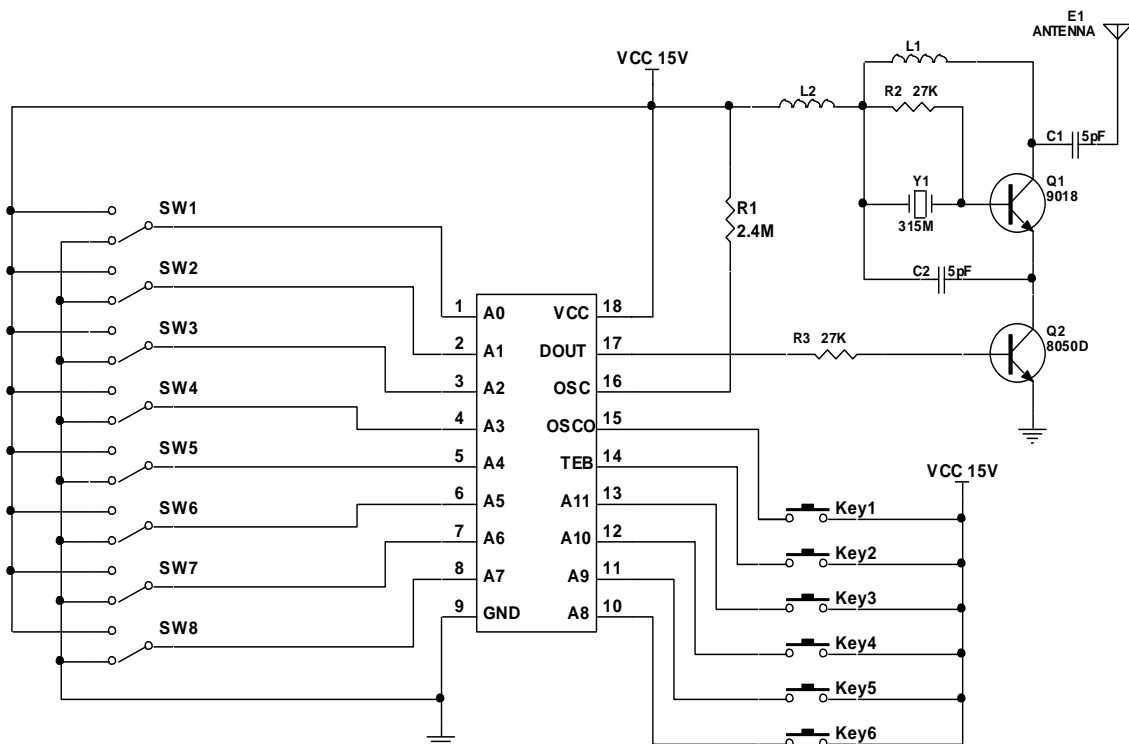 E1
ANTENNA
L1
VCC 15V
L2
R2 27K
C1 5pF
Y1
315M
Q1
9018
R1
2.4M
C2 5pF
SW1
SW2
SW3
SW4
SW5
SW6
SW7
SW8
1 A0 VCC 18
2 A1 DOUT 17
3 A2 OSC 16
4 A3 OSCO 15
5 A4 TEB 14
6 A5 A11 13
7 A6 A10 12
8 A7 A9 11
9 GND A8 10
R3 27K
Q2
8050D
VCC 15V
Key1
Key2
Key3
Key4
Key5
Key6